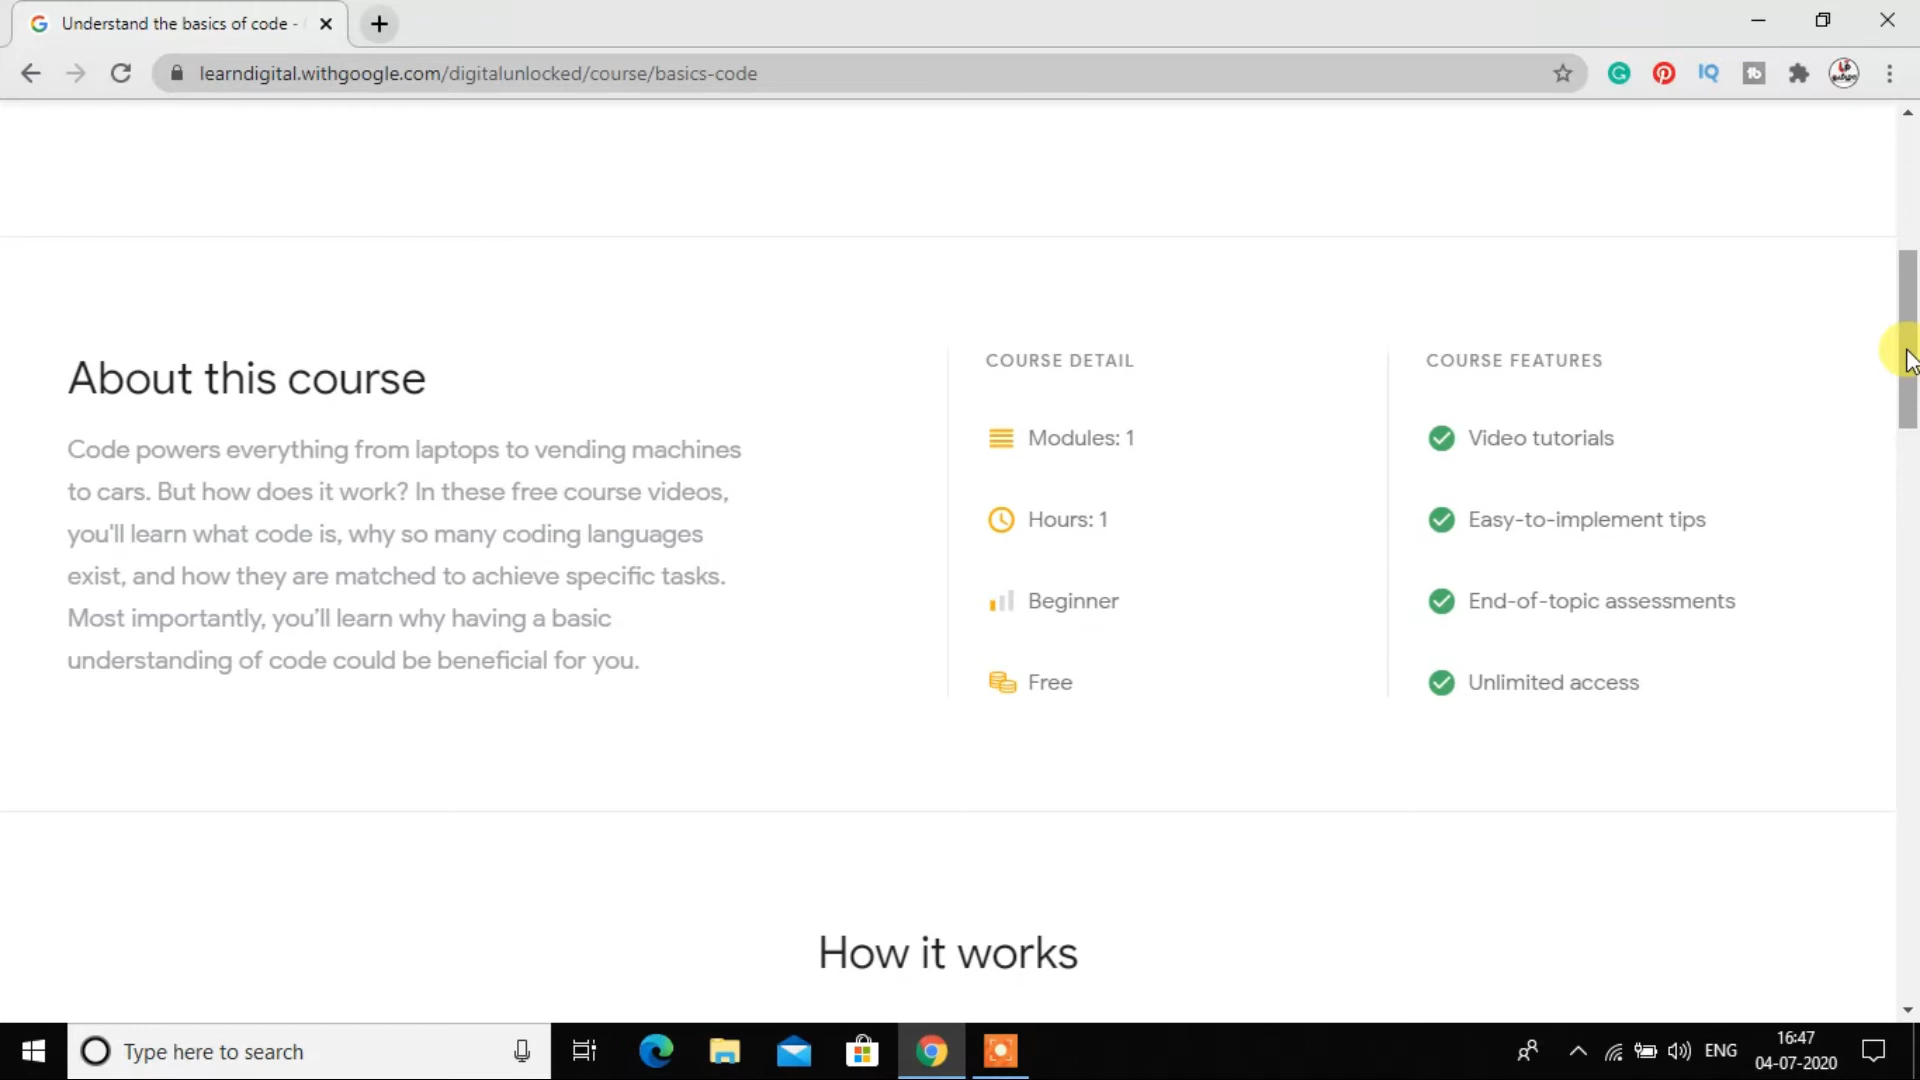 Understand the basics of code -
learndigital.withgoogle.com/digitalunlocked/course/basics-code
About this course
Code powers everything from laptops to vending machines
to cars. But how does it work? In these free course videos,
you'll learn what code is, why so many coding languages
exist, and how they are matched to achieve specific tasks.
Most importantly, you’ll learn why having a basic
understanding of code could be beneficial for you.
COURSE DETAIL
Modules: 1
Hours: 1
Beginner
Free
COURSE FEATURES
Video tutorials
Easy-to-implement tips
End-of-topic assessments
Unlimited access
How it works
Type here to search
ENG
16:47
04-07-2020